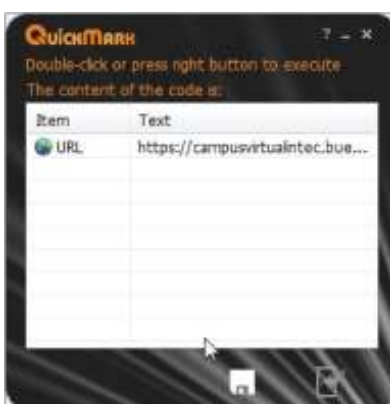 QuickMark ? – ×
Double-click or press right button to execute
The content of the code is:
Item Text
URL https://campusvirtualintec.bue...